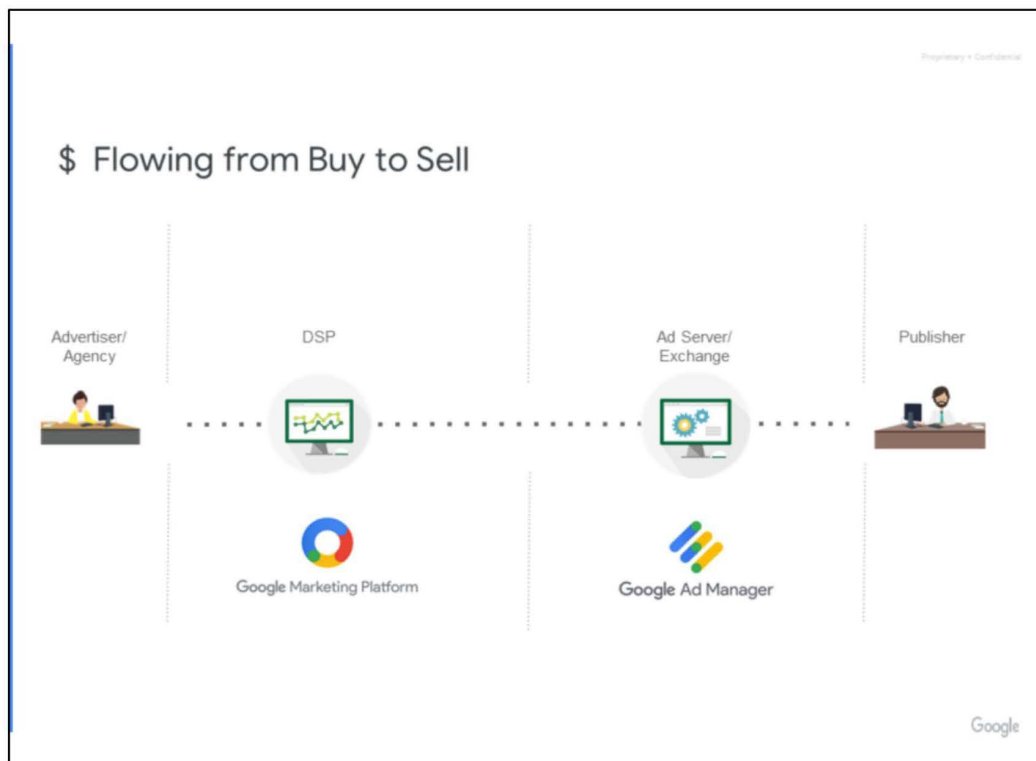 Proprietary + Confidential
$ Flowing from Buy to Sell
Advertiser/
Agency
DSP
Ad Server/
Exchange
Publisher
Google Marketing Platform
Google Ad Manager
Google